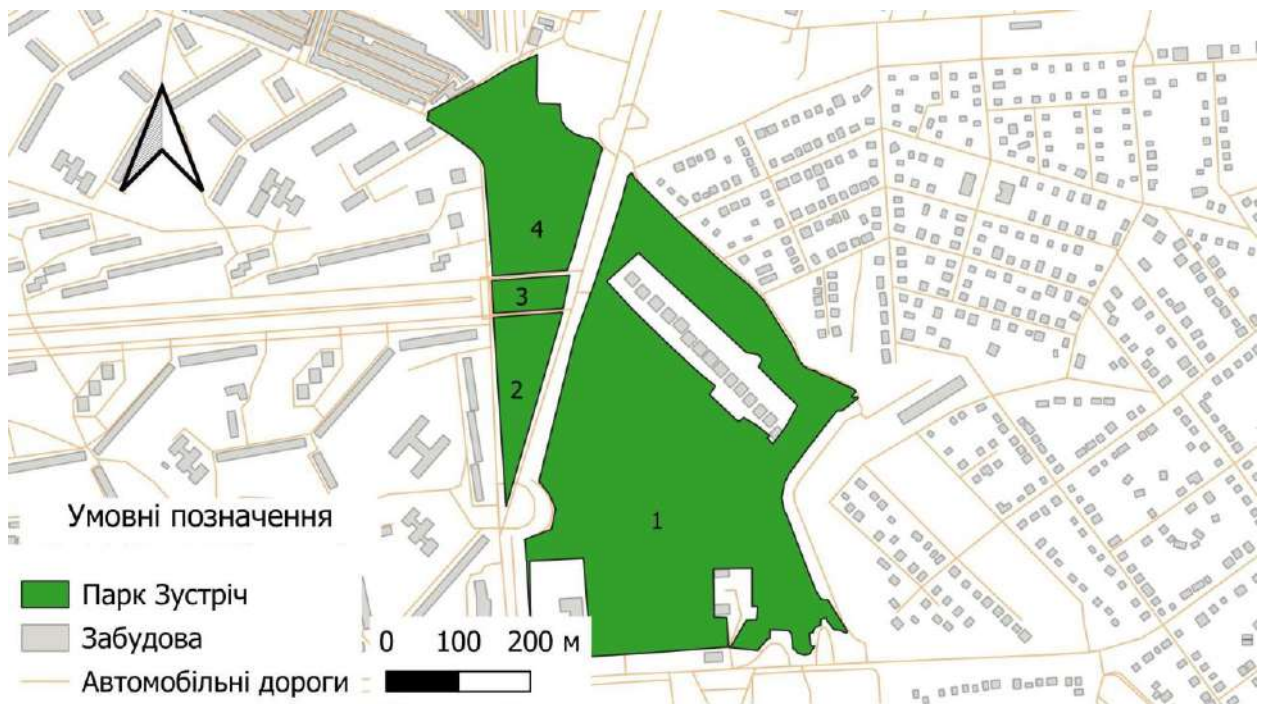 4
3
2
1
Умовні позначення
Парк Зустріч
Забудова
Автомобільні дороги
0 100 200 м